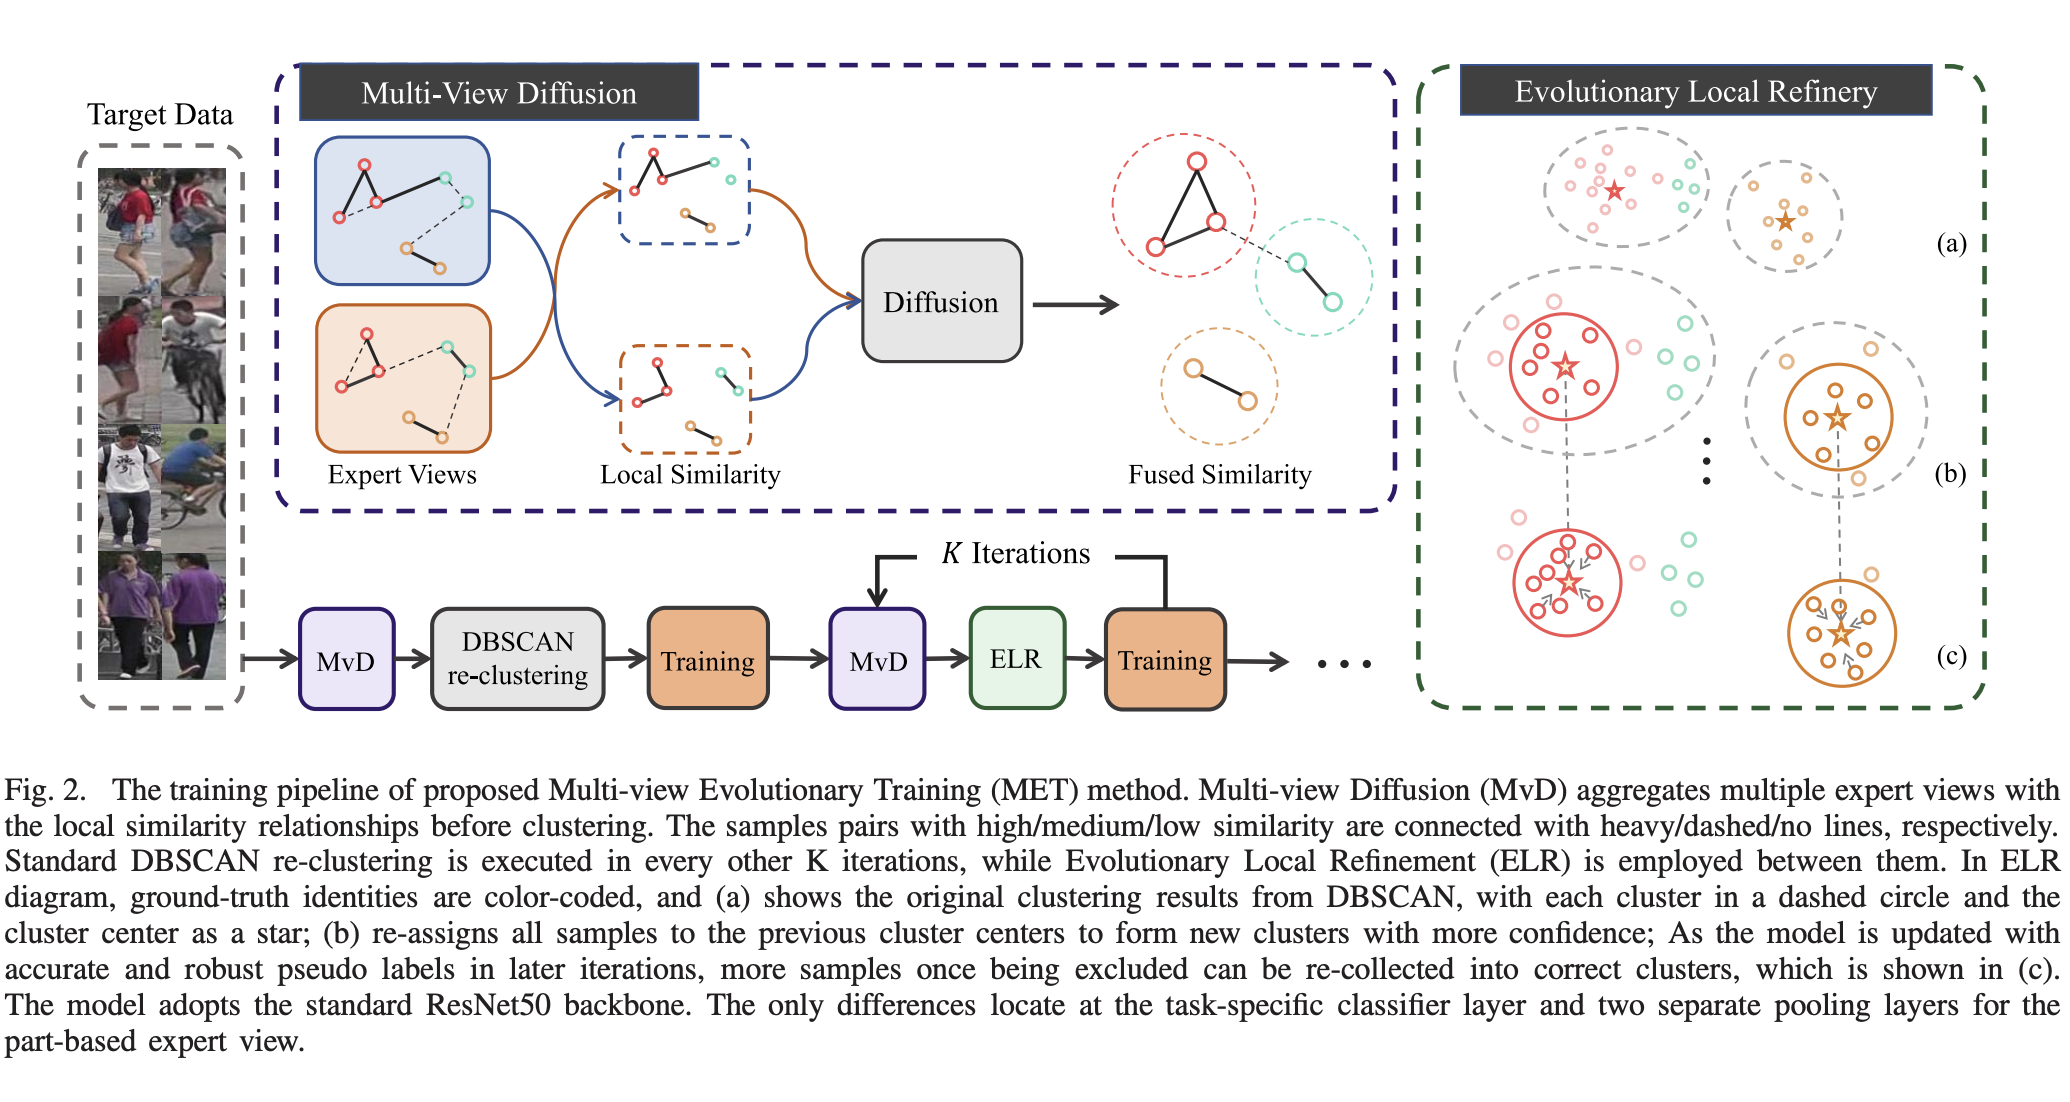 Target Data
Multi-View Diffusion
Expert Views
Local Similarity
Diffusion
Fused Similarity
Evolutionary Local Refinery
(a)
(b)
(c)
K Iterations
MvD
DBSCAN
re-clustering
Training
MvD
ELR
Training
Fig. 2. The training pipeline of proposed Multi-view Evolutionary Training (MET) method. Multi-view Diffusion (MvD) aggregates multiple expert views with
the local similarity relationships before clustering. The samples pairs with high/medium/low similarity are connected with heavy/dashed/no lines, respectively.
Standard DBSCAN re-clustering is executed in every other K iterations, while Evolutionary Local Refinement (ELR) is employed between them. In ELR
diagram, ground-truth identities are color-coded, and (a) shows the original clustering results from DBSCAN, with each cluster in a dashed circle and the
cluster center as a star; (b) re-assigns all samples to the previous cluster centers to form new clusters with more confidence; As the model is updated with
accurate and robust pseudo labels in later iterations, more samples once being excluded can be re-collected into correct clusters, which is shown in (c).
The model adopts the standard ResNet50 backbone. The only differences locate at the task-specific classifier layer and two separate pooling layers for the
part-based expert view.